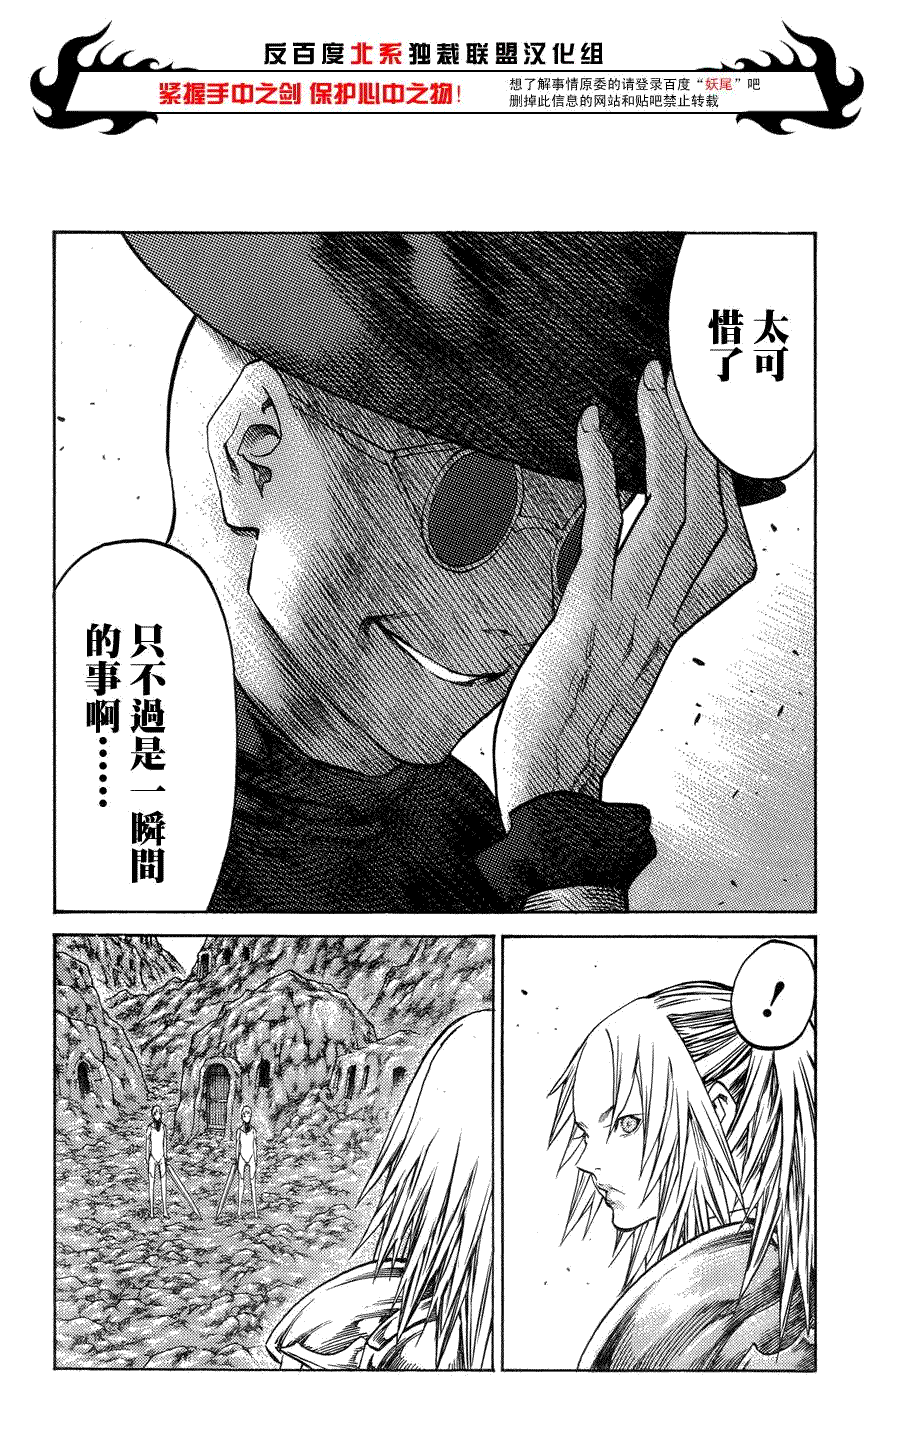 反百度北系独裁联盟汉化组
紧握手中之剑 保护心中之物!
想了解事情原委的请登录百度“妖尾”吧
删掉此信息的网站和贴吧禁止转载
太可
惜了
只不過是一瞬間
的事啊……
!